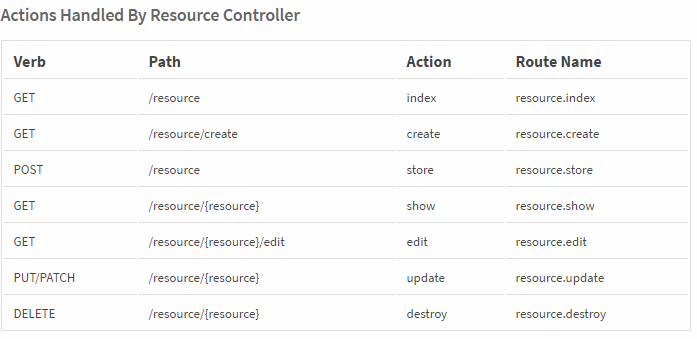 Actions Handled By Resource Controller
Verb Path Action Route Name
GET /resource index resource.index
GET /resource/create create resource.create
POST /resource store resource.store
GET /resource/{resource} show resource.show
GET /resource/{resource}/edit edit resource.edit
PUT/PATCH /resource/{resource} update resource.update
DELETE /resource/{resource} destroy resource.destroy